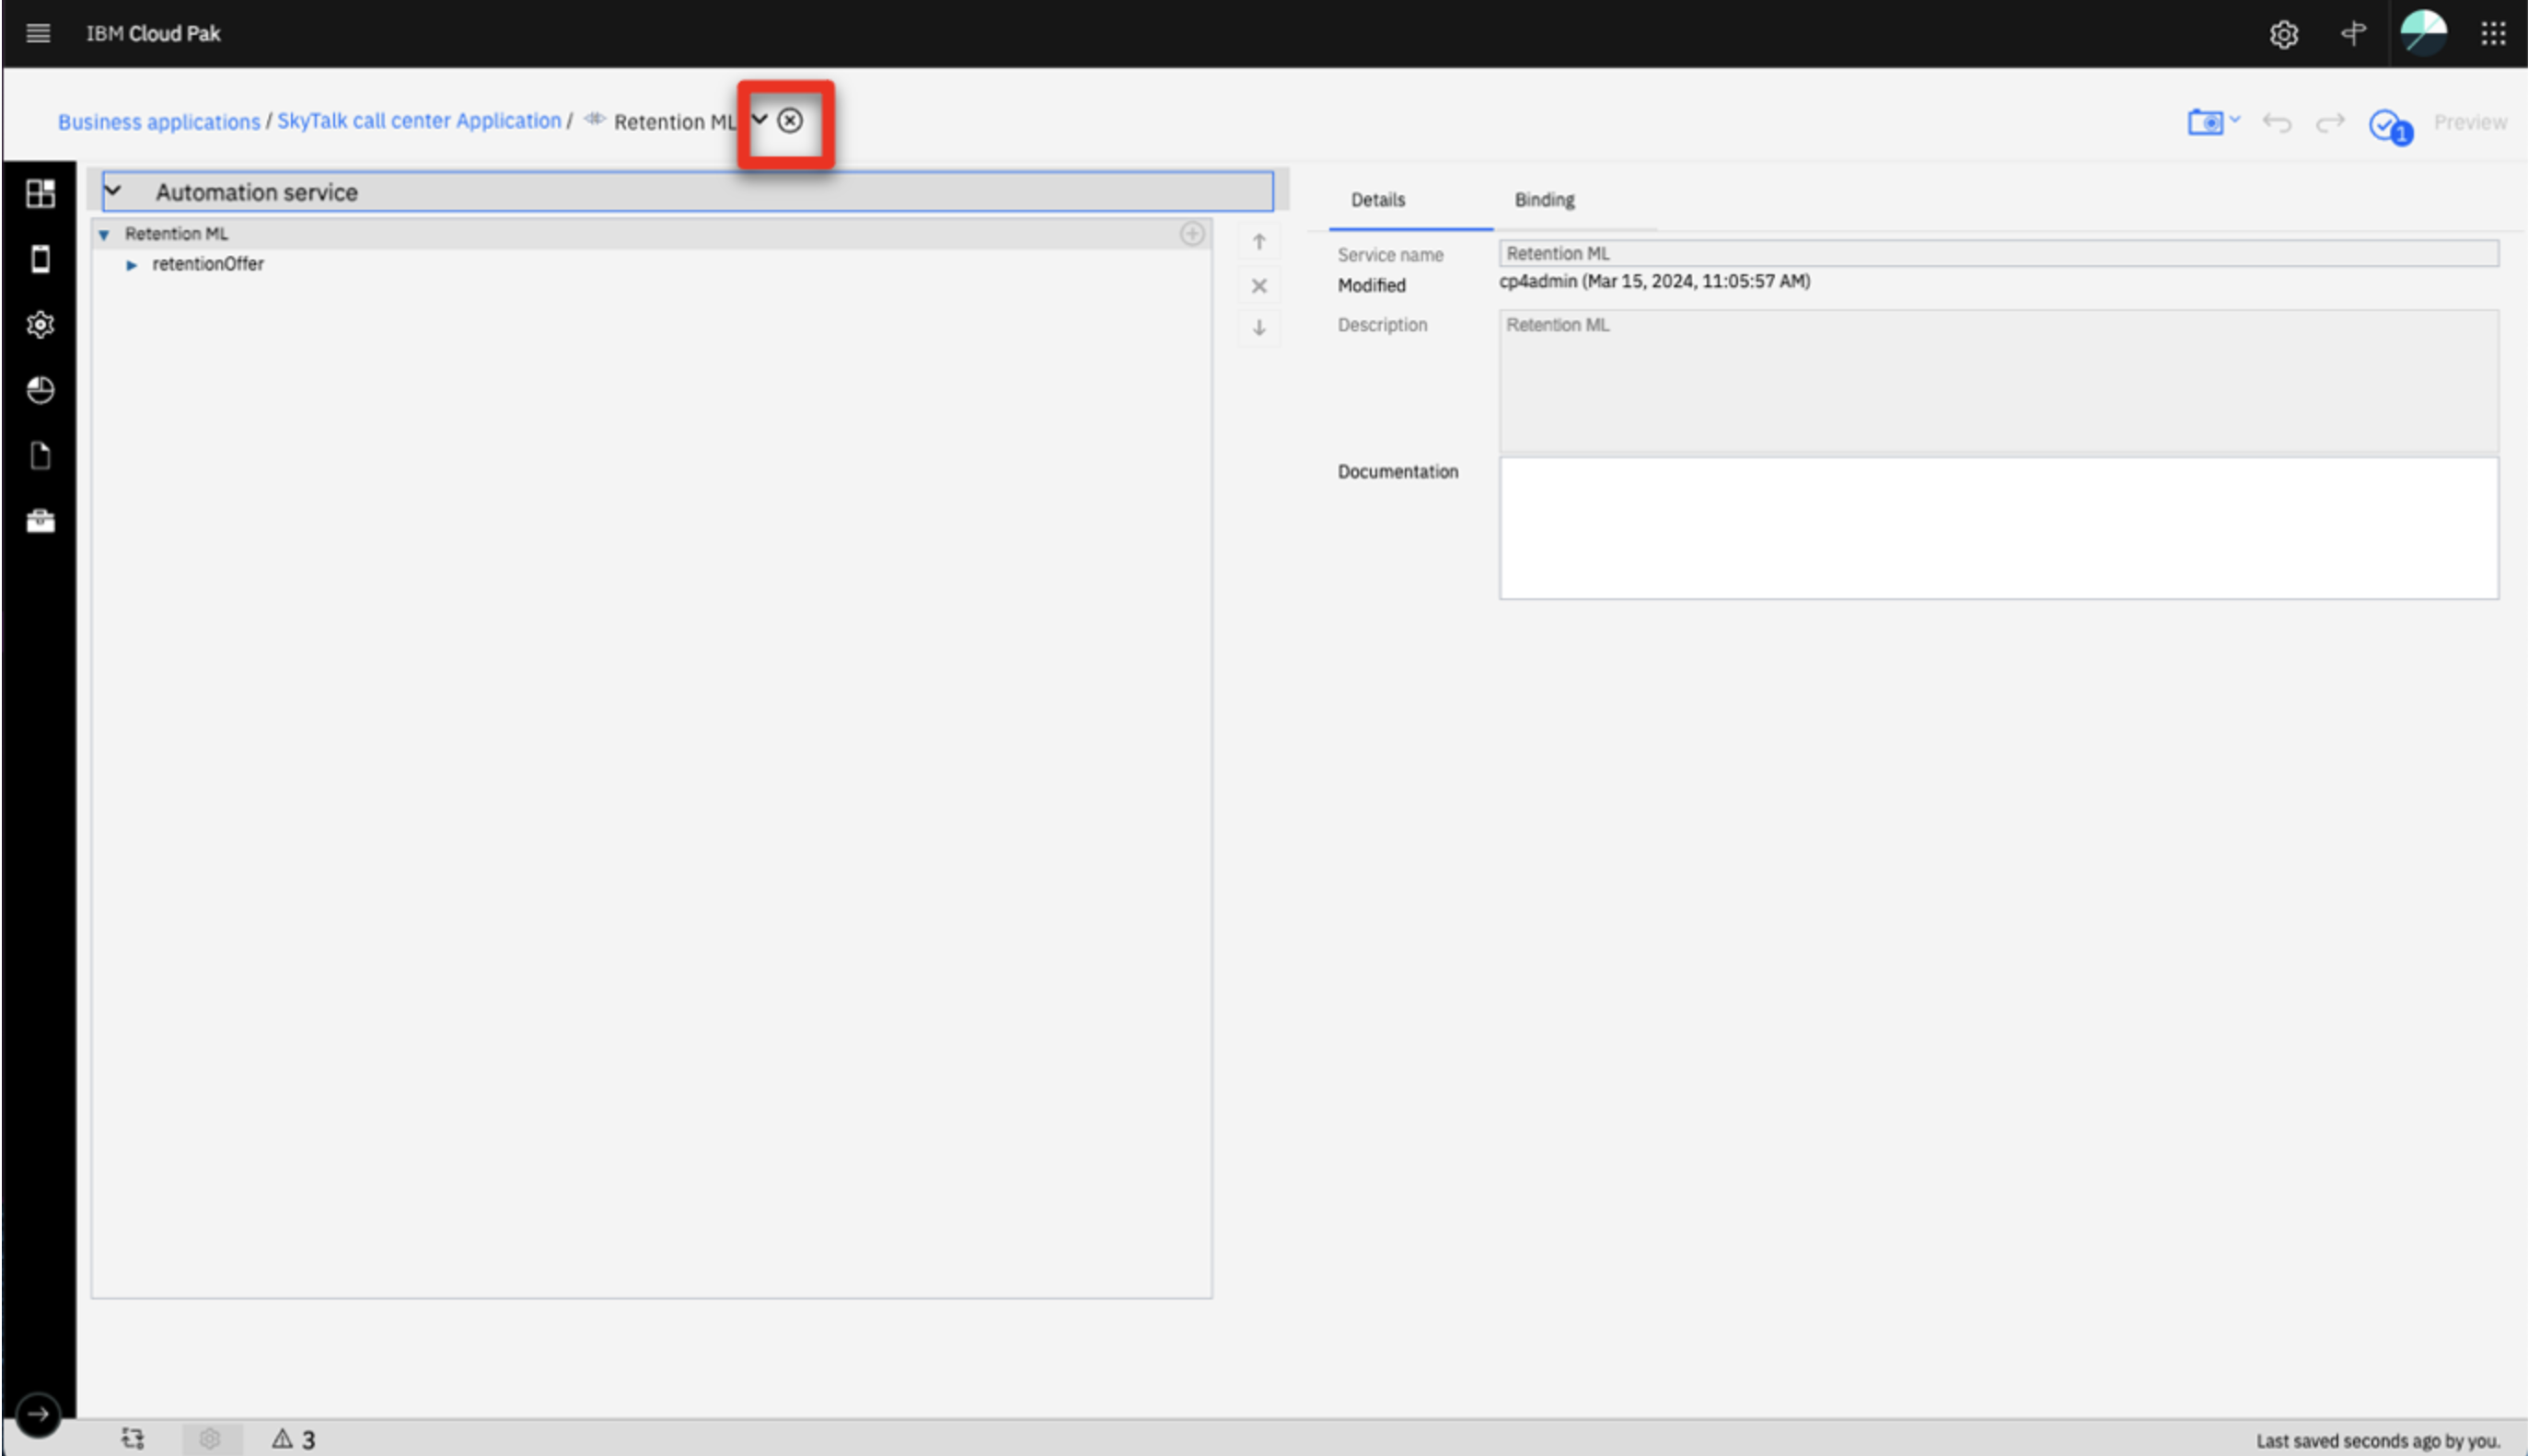 IBM Cloud Pak
Business applications / SkyTalk call center Application / Retention ML
1
Preview
Automation service
Retention ML
retentionOffer
Details
Binding
Service name
Retention ML
Modified
cp4admin (Mar 15, 2024, 11:05:57 AM)
Description
Retention ML
Documentation
3
Last saved seconds ago by you.